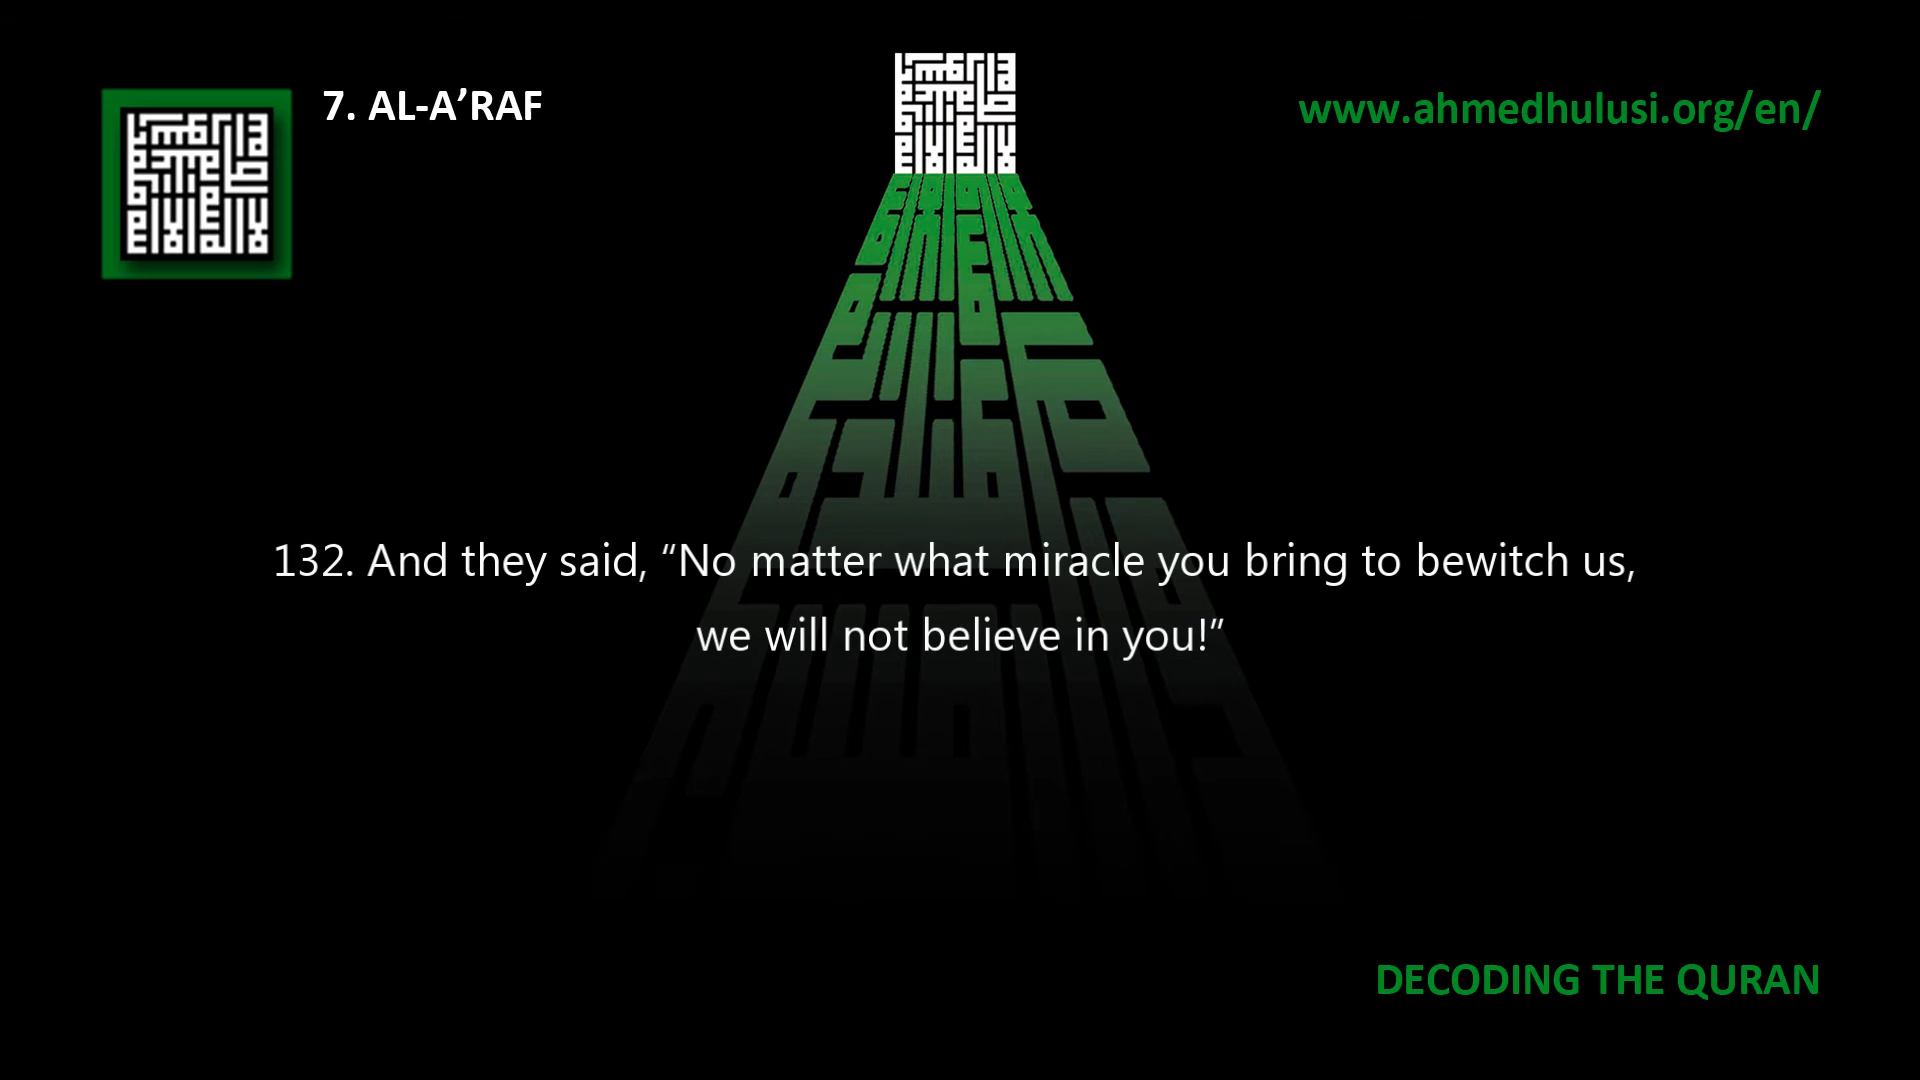 7. AL-A’RAF
www.ahmedhulusi.org/en/
132. And they said, “No matter what miracle you bring to bewitch us,
we will not believe in you!”
DECODING THE QURAN